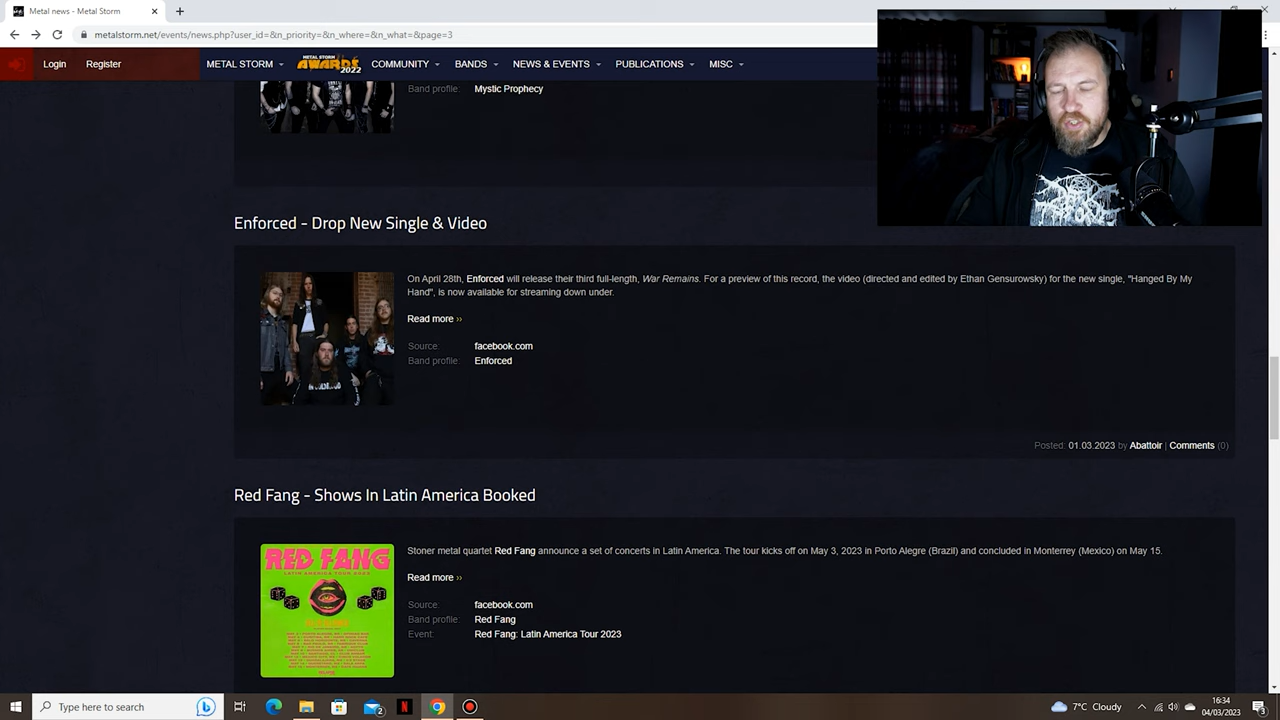 Metal news - Metal Storm
metalstorm.net/events/news.php?user_id=&n_priority=&n_where=&n_what=&page=3
Login
Register
METAL STORM
METAL STORM
AWARDS
2022
COMMUNITY
BANDS
NEWS & EVENTS
PUBLICATIONS
MISC
Band profile: Mystic Prophecy
Enforced - Drop New Single & Video
On April 28th, Enforced will release their third full-length, War Remains. For a preview of this record, the video (directed and edited by Ethan Gensurowsky) for the new single, "Hanged By My
Hand", is now available for streaming down under.
Read more ››
Source: facebook.com
Band profile: Enforced
Posted: 01.03.2023 by Abattoir | Comments (0)
Red Fang - Shows In Latin America Booked
RED FANG
LATIN AMERICA TOUR 2023
Stoner metal quartet Red Fang announce a set of concerts in Latin America. The tour kicks off on May 3, 2023 in Porto Alegre (Brazil) and concluded in Monterrey (Mexico) on May 15.
Read more ››
Source: facebook.com
Band profile: Red Fang
Event: Red Fang: Latin America Tour 2023
Type here to search
2
N
7°C Cloudy
16:34
04/03/2023
3